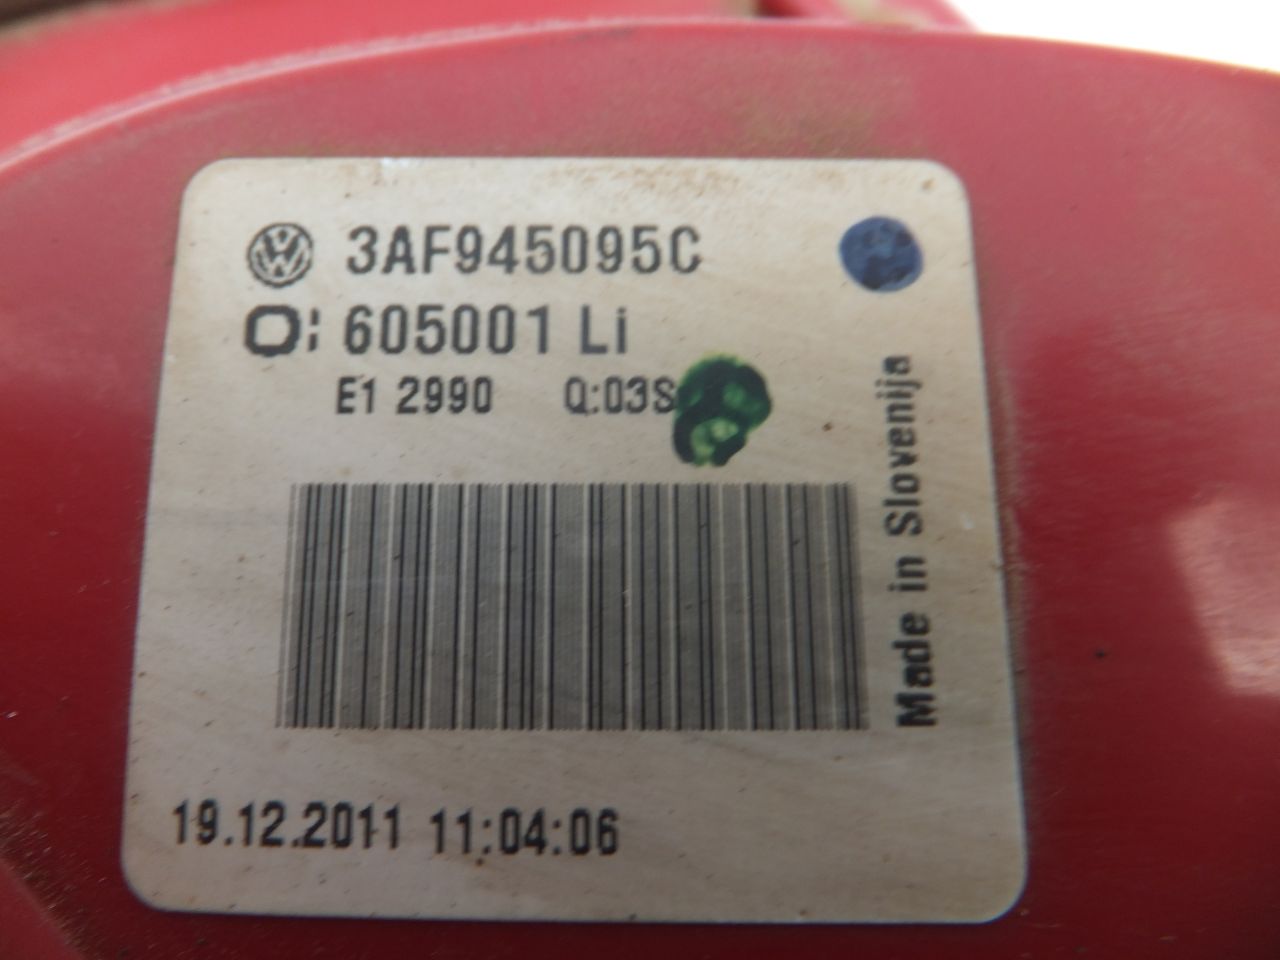 3AF945095C
O: 605001 Li
E1 2990 Q:03S
Made in Slovenija
19.12.2011 11:04:06